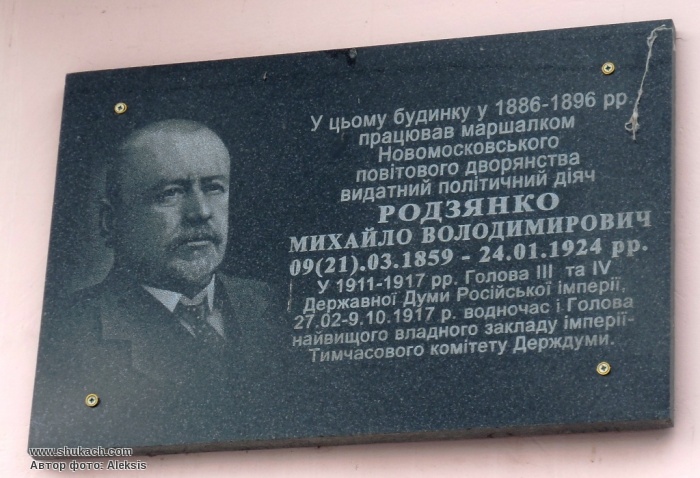 У цьому будинку у 1886-1896 рр.
працював маршалком
Новомосковського
повітового дворянства
видатний політичний діяч
РОДЗЯНКО
МИХАЙЛО ВОЛОДИМИРОВИЧ
09(21).03.1859 - 24.01.1924 рр.
У 1911-1917 рр. Голова III та IV
Державної Думи Російської імперії,
27.02-9.10.1917 р. водночас і Голова
найвищого владного закладу імперії-
Тимчасового комітету Держдуми.
www.shukach.com
Автор фото: Aleksis